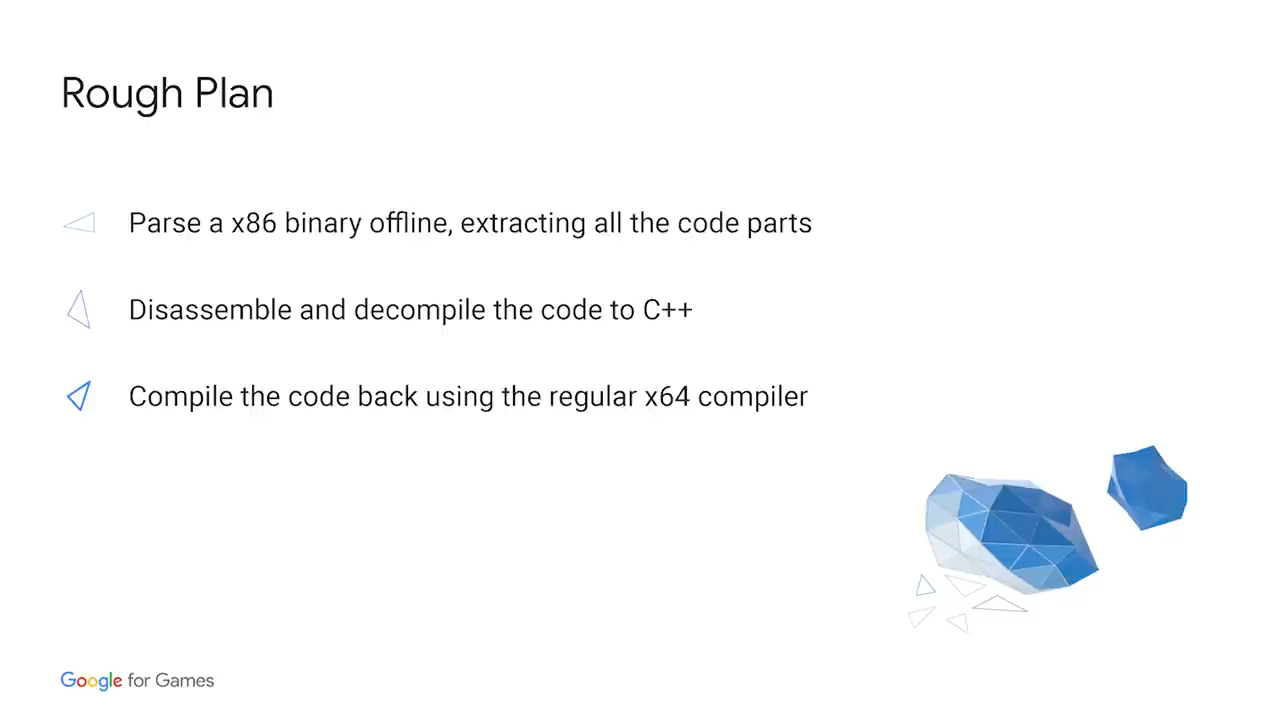 Rough Plan
Parse a x86 binary offline, extracting all the code parts
Disassemble and decompile the code to C++
Compile the code back using the regular x64 compiler
Google for Games